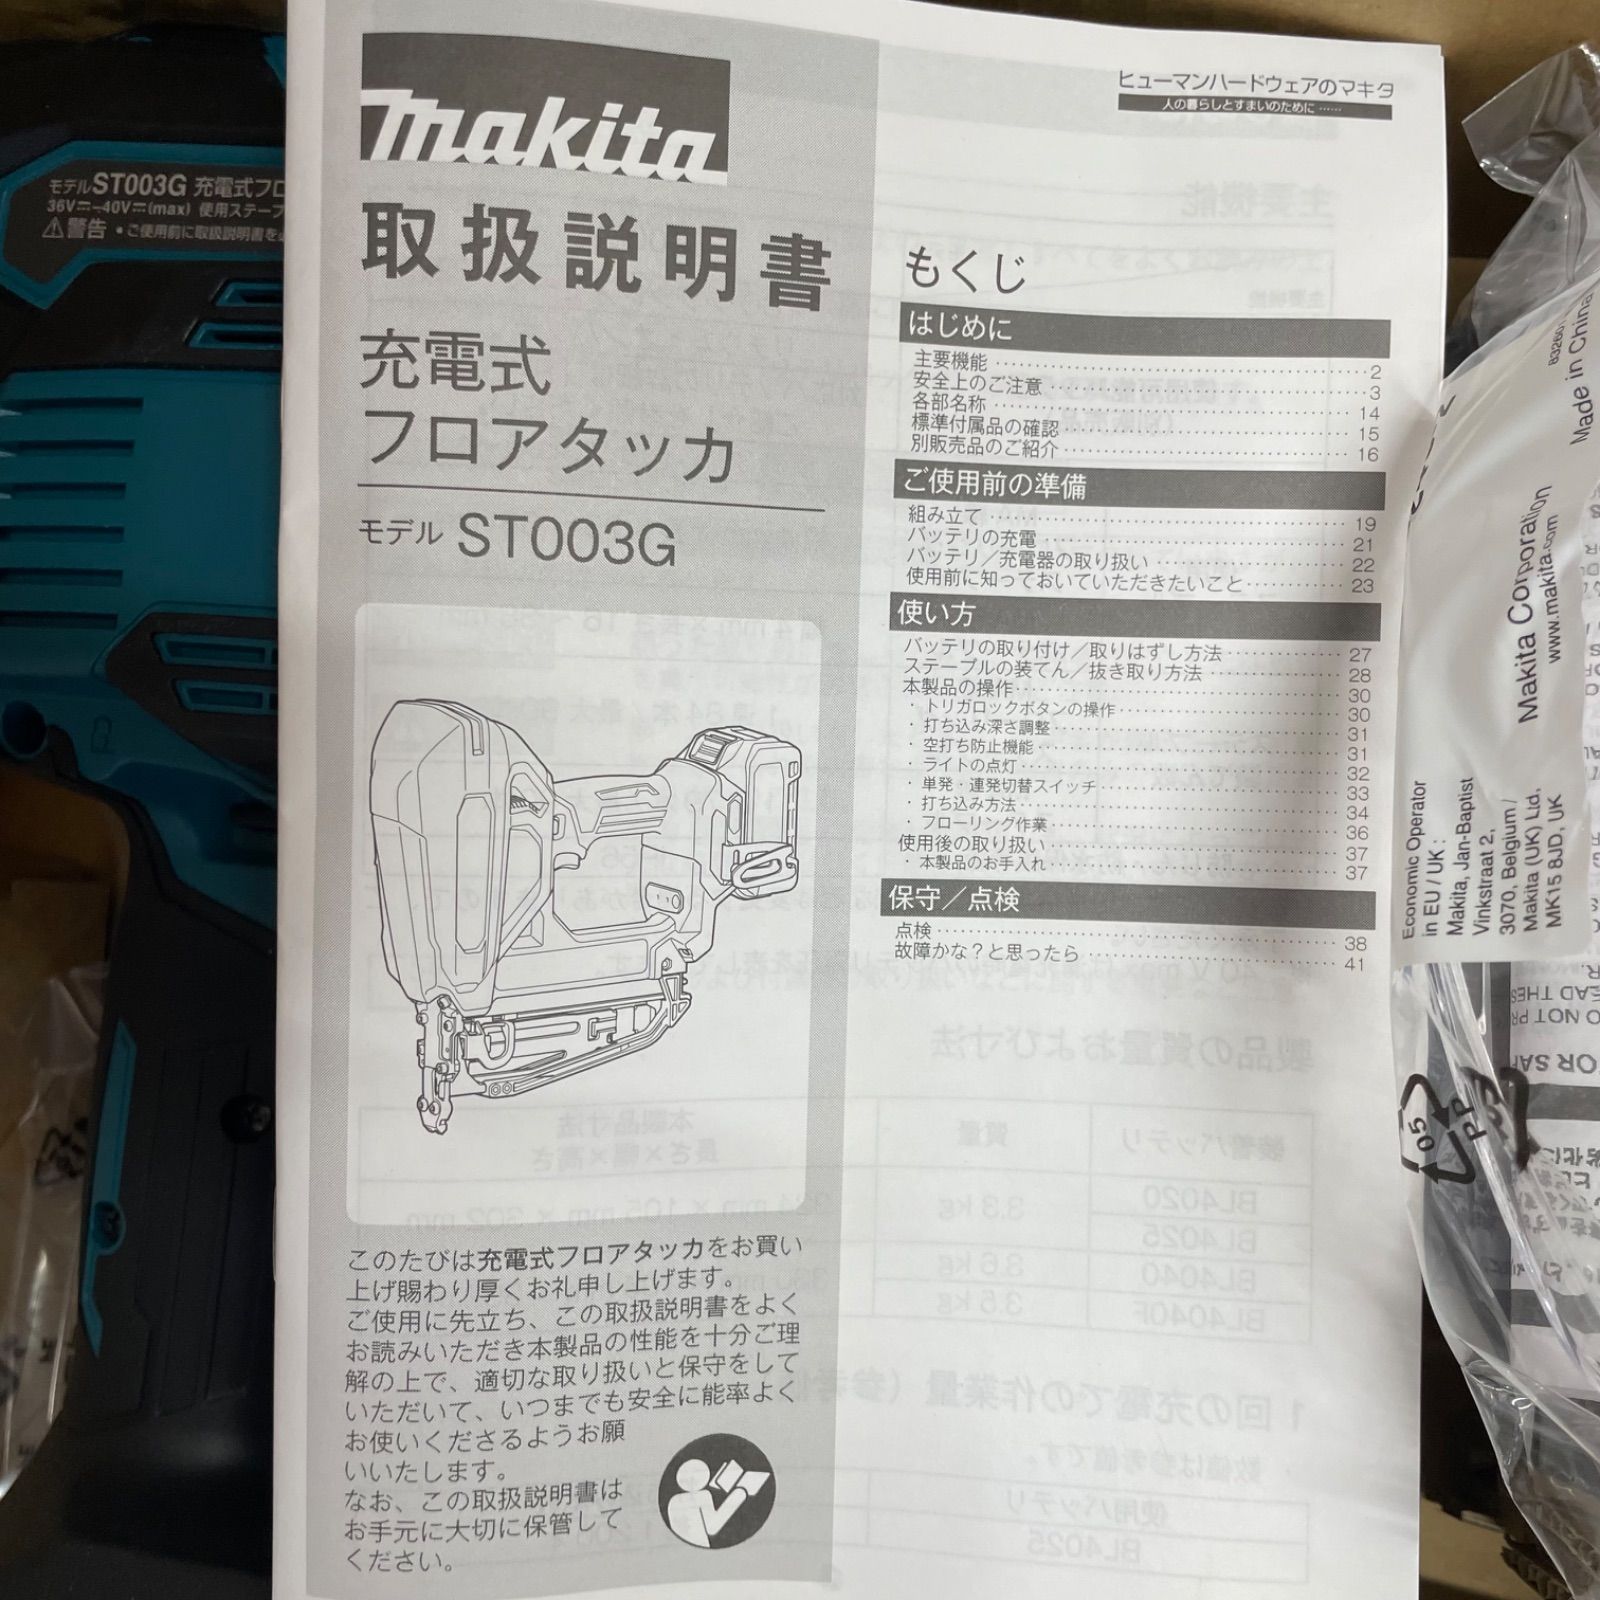 makita
取扱説明書
充電式
フロアタッカ
モデル ST003G
このたびは充電式フロアタッカをお買い
上げ賜わり厚くお礼申し上げます。
ご使用に先立ち、この取扱説明書をよく
お読みいただき本製品の性能を十分ご理
解の上で、適切な取り扱いと保守をして
いただいて、いつまでも安全に能率よく
お使いくださるようお願
いいたします。
なお、この取扱説明書は
お手元に大切に保管して
ください。
ヒューマンハードウェアのマキタ
人の暮らしとすまいのために……
もくじ
はじめに
主要機能 ………… 2
安全上のご注意 ………… 3
各部名称 ………… 14
標準付属品の確認 ………… 15
別販売品のご紹介 ………… 16
ご使用前の準備
組み立て ………… 19
バッテリの充電 ………… 21
バッテリ／充電器の取り扱い ………… 22
使用前に知っておいていただきたいこと ………… 23
使い方
バッテリの取り付け／取りはずし方法 ………… 27
ステープルの装てん／抜き取り方法 ………… 28
本製品の操作 ………… 30
・トリガロックボタンの操作 ………… 30
・打ち込み深さ調整 ………… 31
・空打ち防止機能 ………… 31
・ライトの点灯 ………… 32
・単発・連発切替スイッチ ………… 33
・打ち込み方法 ………… 34
・フローリング作業 ………… 36
使用後の取り扱い ………… 37
・本製品のお手入れ ………… 37
保守／点検
点検 ………… 38
故障かな？と思ったら ………… 41
モデル ST003G 充電式フロ
36V⎓-40V⎓(max) 使用ステープ
⚠警告 ・ご使用前に取扱説明書を
Made in China
Makita Corporation
www.makita.com
Economic Operator
in EU / UK :
Makita, Jan-Baptist
Vinkstraat 2,
3070, Belgium /
Makita (UK) Ltd,
MK15 8JD, UK
05
PP